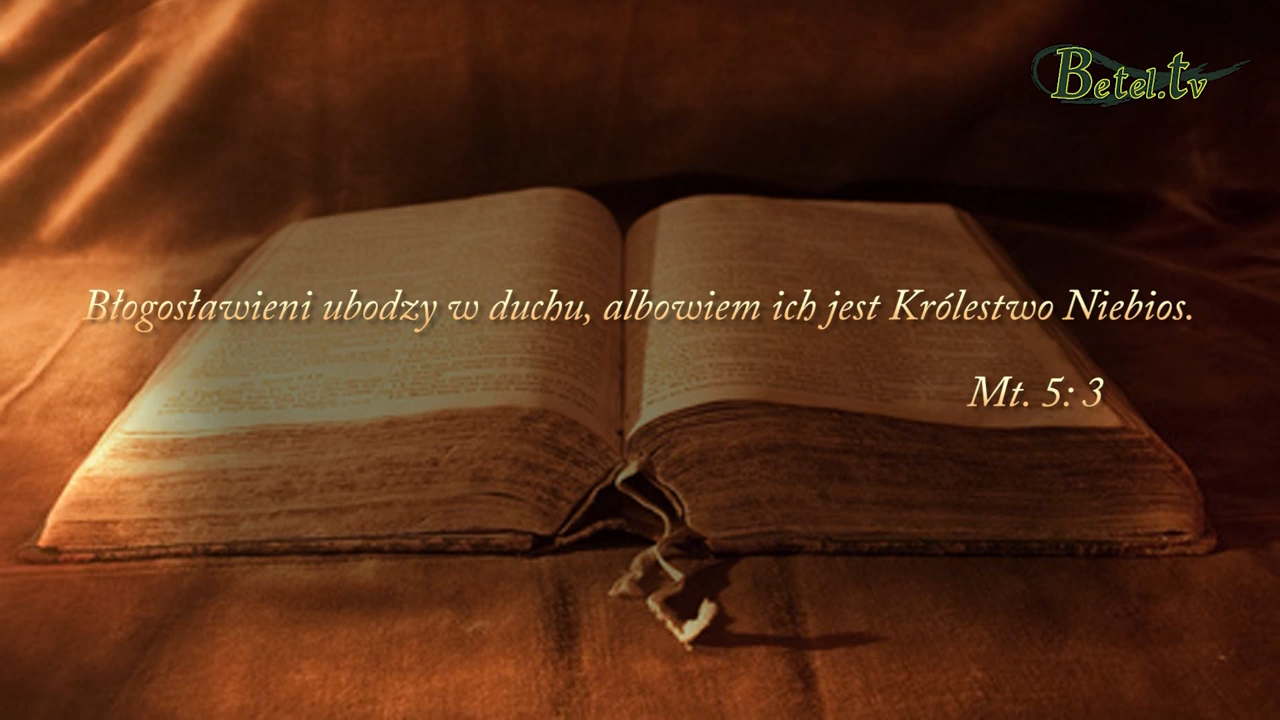 Betel.tv
Błogosławieni ubodzy w duchu, albowiem ich jest Królestwo Niebios.
Mt. 5: 3